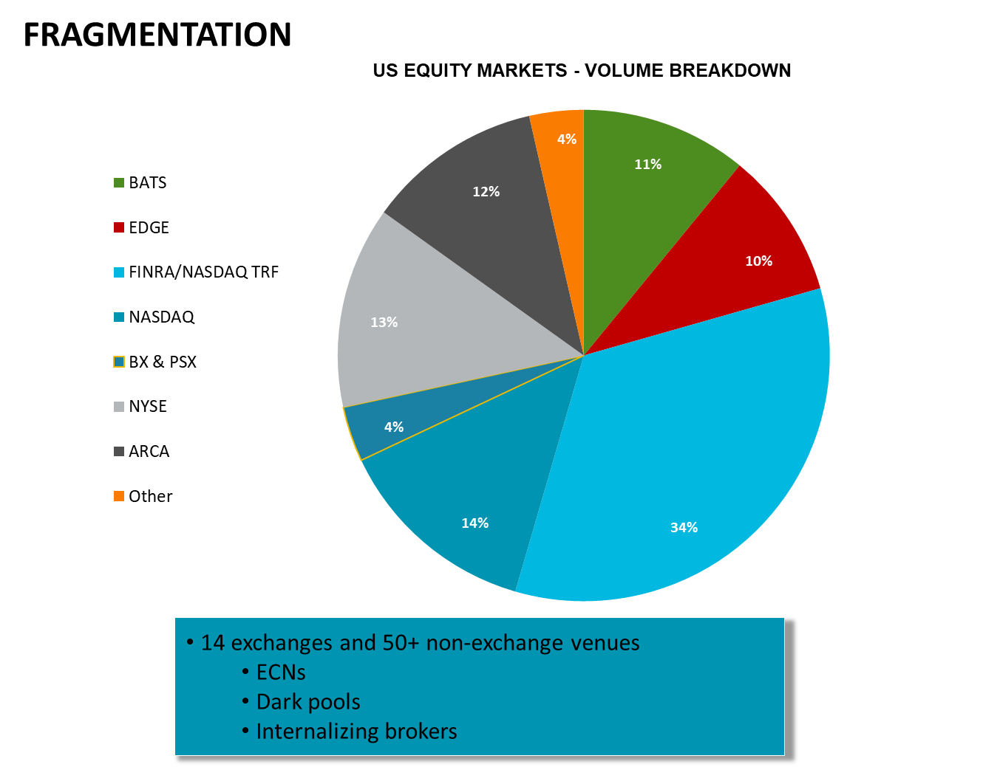 FRAGMENTATION
US EQUITY MARKETS - VOLUME BREAKDOWN
BATS
EDGE
FINRA/NASDAQ TRF
NASDAQ
BX & PSX
NYSE
ARCA
Other
4%
11%
12%
10%
13%
4%
14%
34%
• 14 exchanges and 50+ non-exchange venues
• ECNs
• Dark pools
• Internalizing brokers